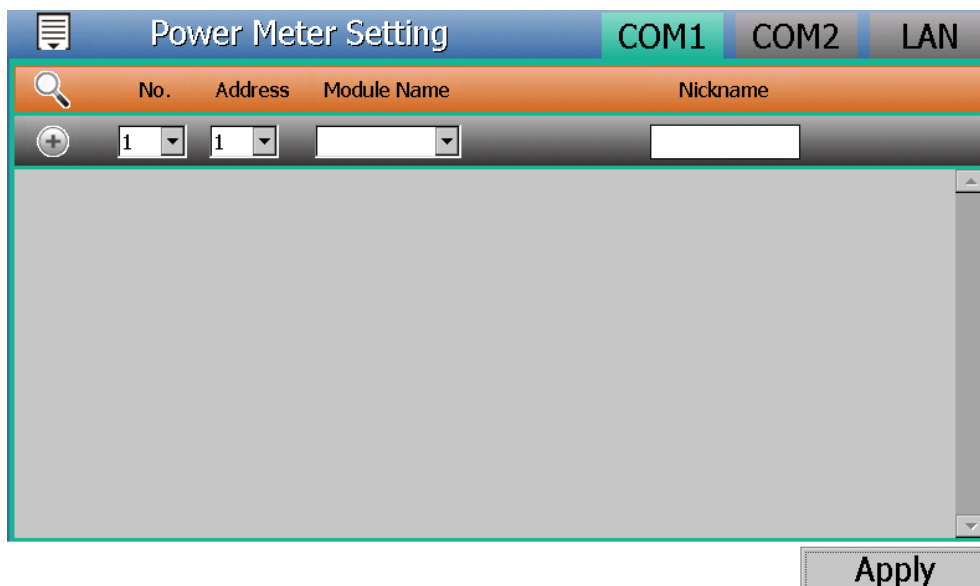 Power Meter Setting COM1 COM2 LAN
No. Address Module Name Nickname
1 1
Apply